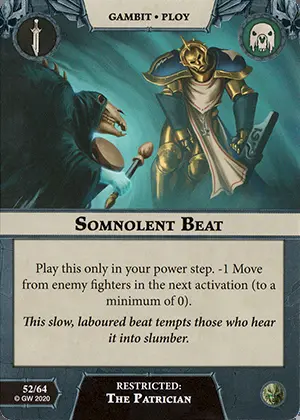 GAMBIT • PLOY
SOMNOLENT BEAT
Play this only in your power step. -1 Move
from enemy fighters in the next activation (to a
minimum of 0).
This slow, laboured beat tempts those who hear
it into slumber.
52/64
© GW 2020
RESTRICTED:
THE PATRICIAN